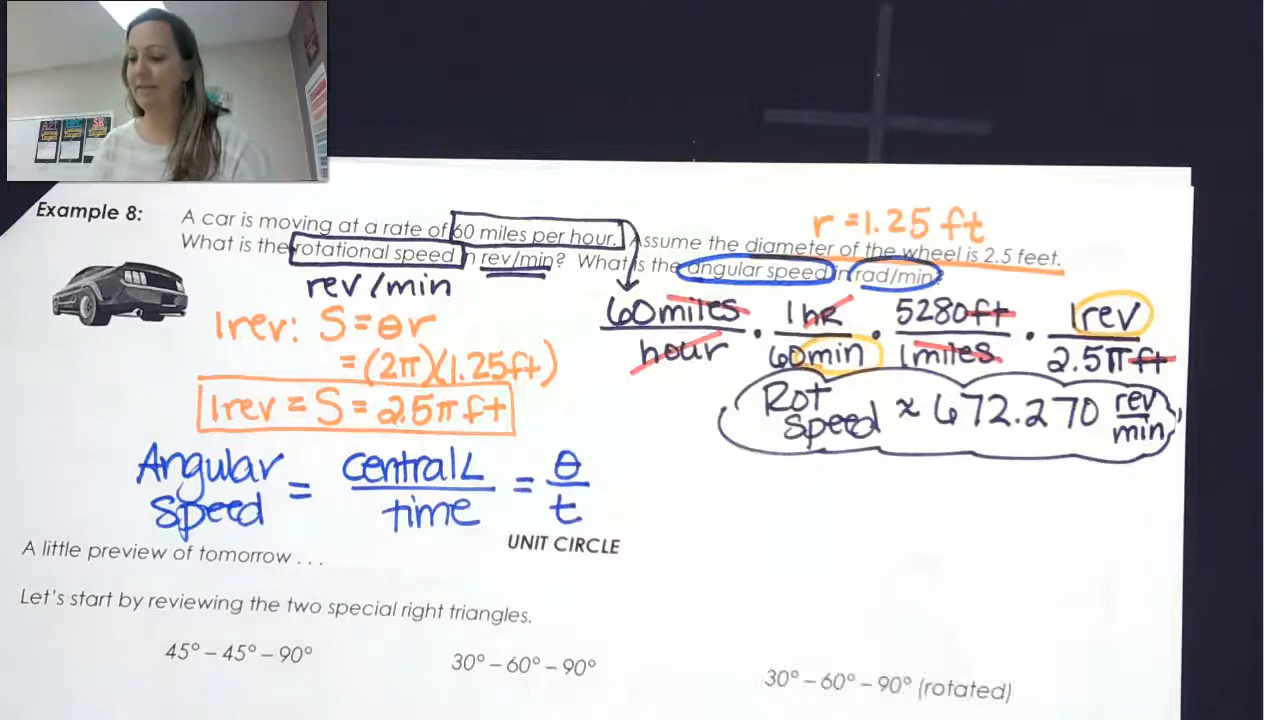 A2T HPC SR
Example 8:
A car is moving at a rate of 60 miles per hour. Assume the diameter of the wheel is 2.5 feet.
r = 1.25 ft
What is the rotational speed in rev/min? What is the angular speed in rad/min?
rev/min
60 miles / hour · 1 hr / 60 min · 5280 ft / 1 miles · 1 rev / 2.5π ft
1 rev: S = θr
= (2π)(1.25ft)
1 rev = S = 2.5π ft
Rot speed ≈ 672.270 rev/min
Angular speed = central ∠ / time = θ / t
UNIT CIRCLE
A little preview of tomorrow . . .
Let's start by reviewing the two special right triangles.
45° – 45° – 90°
30° – 60° – 90°
30° – 60° – 90° (rotated)